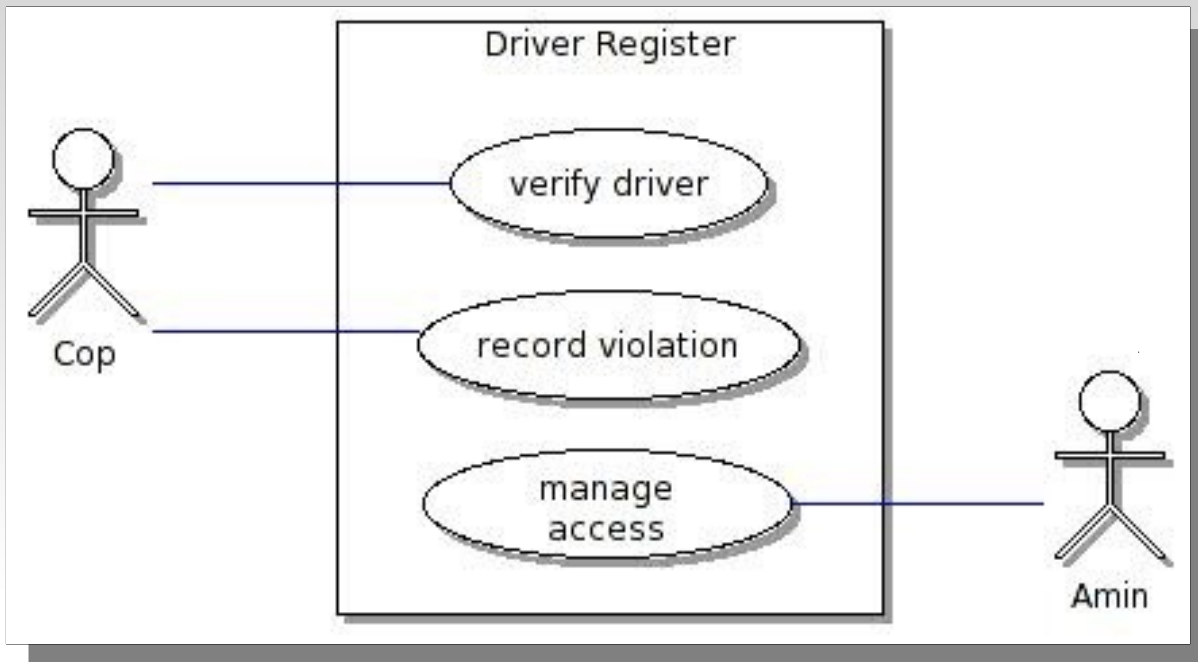 Driver Register
verify driver
record violation
Cop
manage
access
Amin